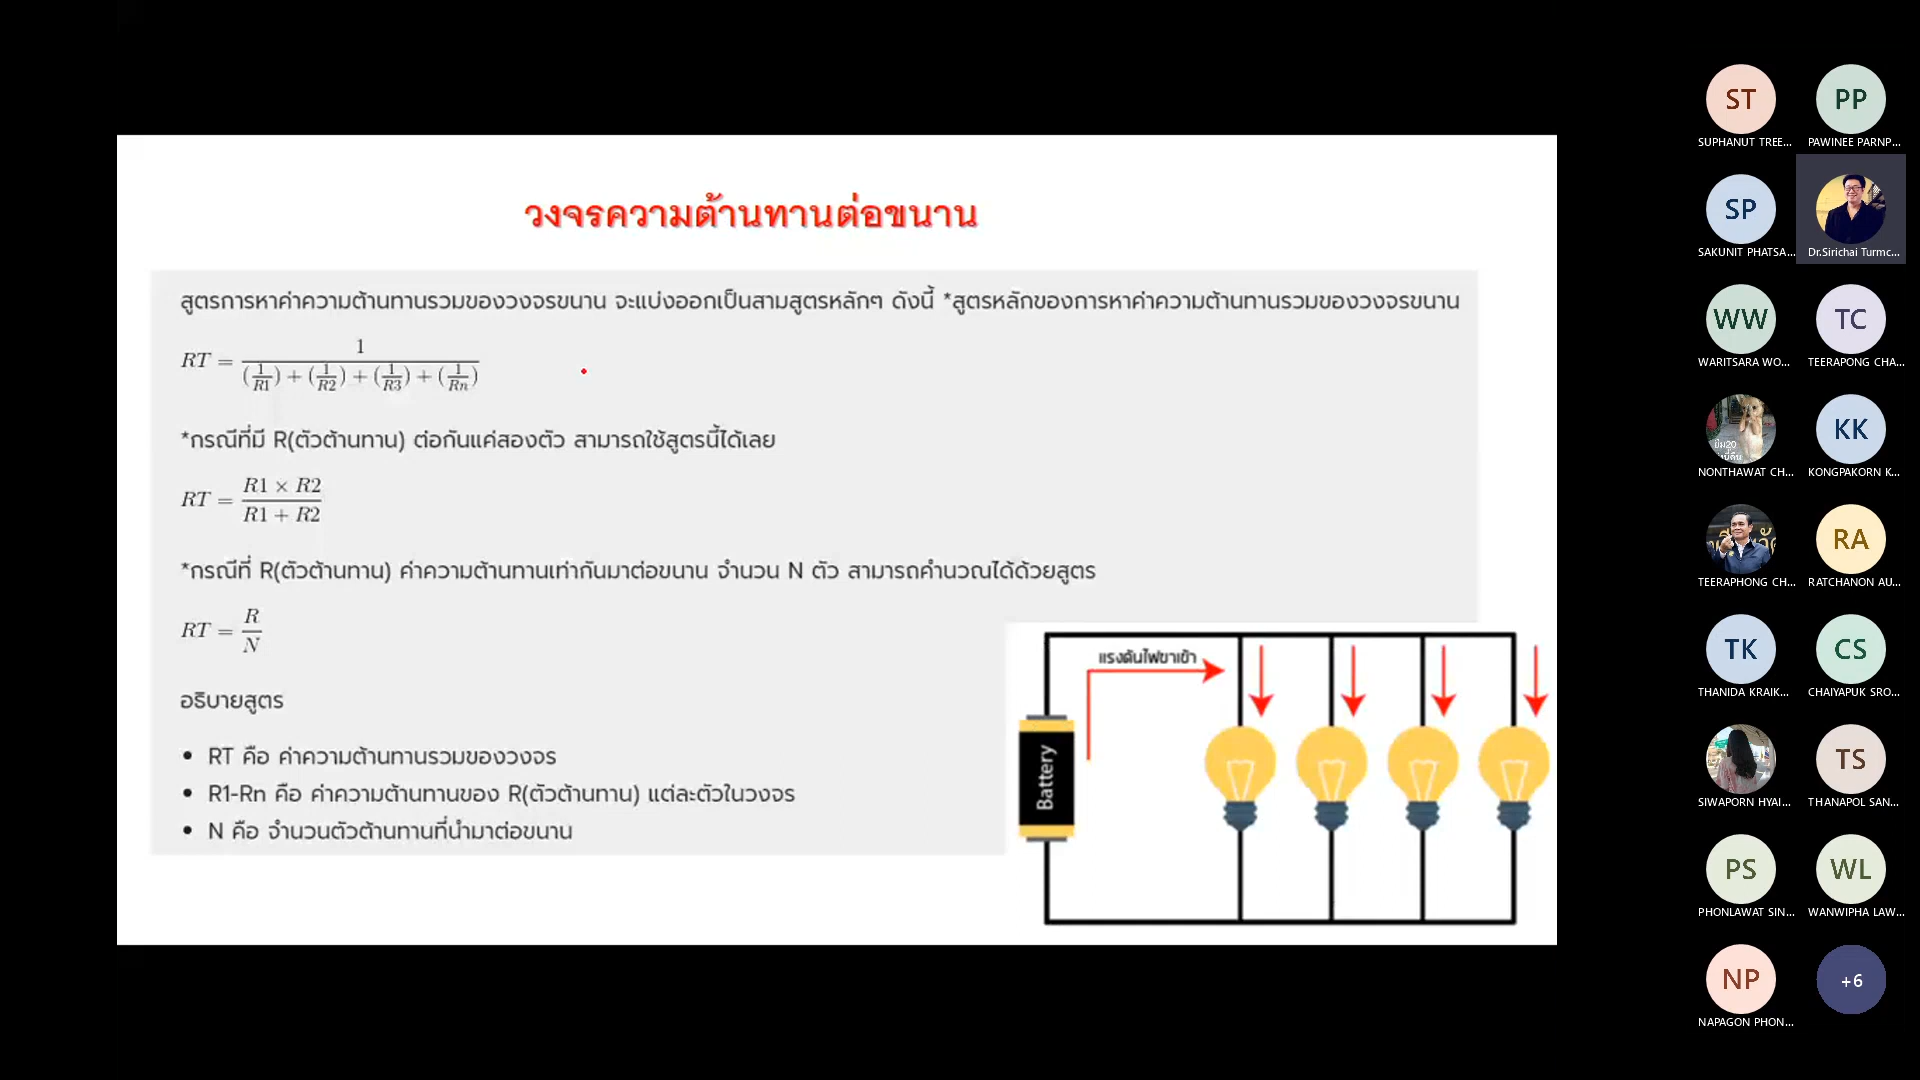 วงจรความต้านทานต่อขนาน
สูตรการหาค่าความต้านทานรวมของวงจรขนาน จะแบ่งออกเป็นสามสูตรหลักๆ ดังนี้ *สูตรหลักของการหาค่าความต้านทานรวมของวงจรขนาน
RT = 1 / (1/R1) + (1/R2) + (1/R3) + (1/Rn)
*กรณีที่มี R(ตัวต้านทาน) ต่อกันแค่สองตัว สามารถใช้สูตรนี้ได้เลย
RT = R1 × R2 / R1 + R2
*กรณีที่ R(ตัวต้านทาน) ค่าความต้านทานเท่ากันมาต่อขนาน จำนวน N ตัว สามารถคำนวณได้ด้วยสูตร
RT = R / N
อธิบายสูตร
• RT คือ ค่าความต้านทานรวมของวงจร
• R1-Rn คือ ค่าความต้านทานของ R(ตัวต้านทาน) แต่ละตัวในวงจร
• N คือ จำนวนตัวต้านทานที่นำมาต่อขนาน
แรงดันไฟขาเข้า
Battery
ST
SUPHANUT TREE...
PP
PAWINEE PARNP...
SP
SAKUNIT PHATSA...
Dr.Sirichai Turmc...
WW
WARITSARA WO...
TC
TEERAPONG CHA...
NONTHAWAT CH...
KK
KONGPAKORN K...
TEERAPHONG CH...
RA
RATCHANON AU...
TK
THANIDA KRAIK...
CS
CHAIYAPUK SRO...
SIWAPORN HYAI...
TS
THANAPOL SAN...
PS
PHONLAWAT SIN...
WL
WANWIPHA LAW...
NP
NAPAGON PHON...
+6